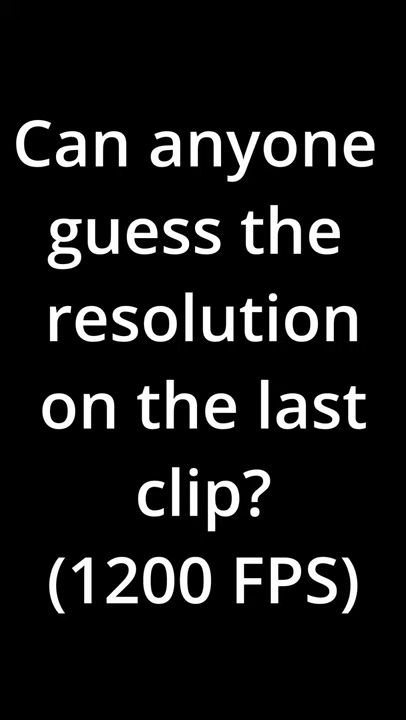 Can anyone
guess the
resolution
on the last
clip?
(1200 FPS)